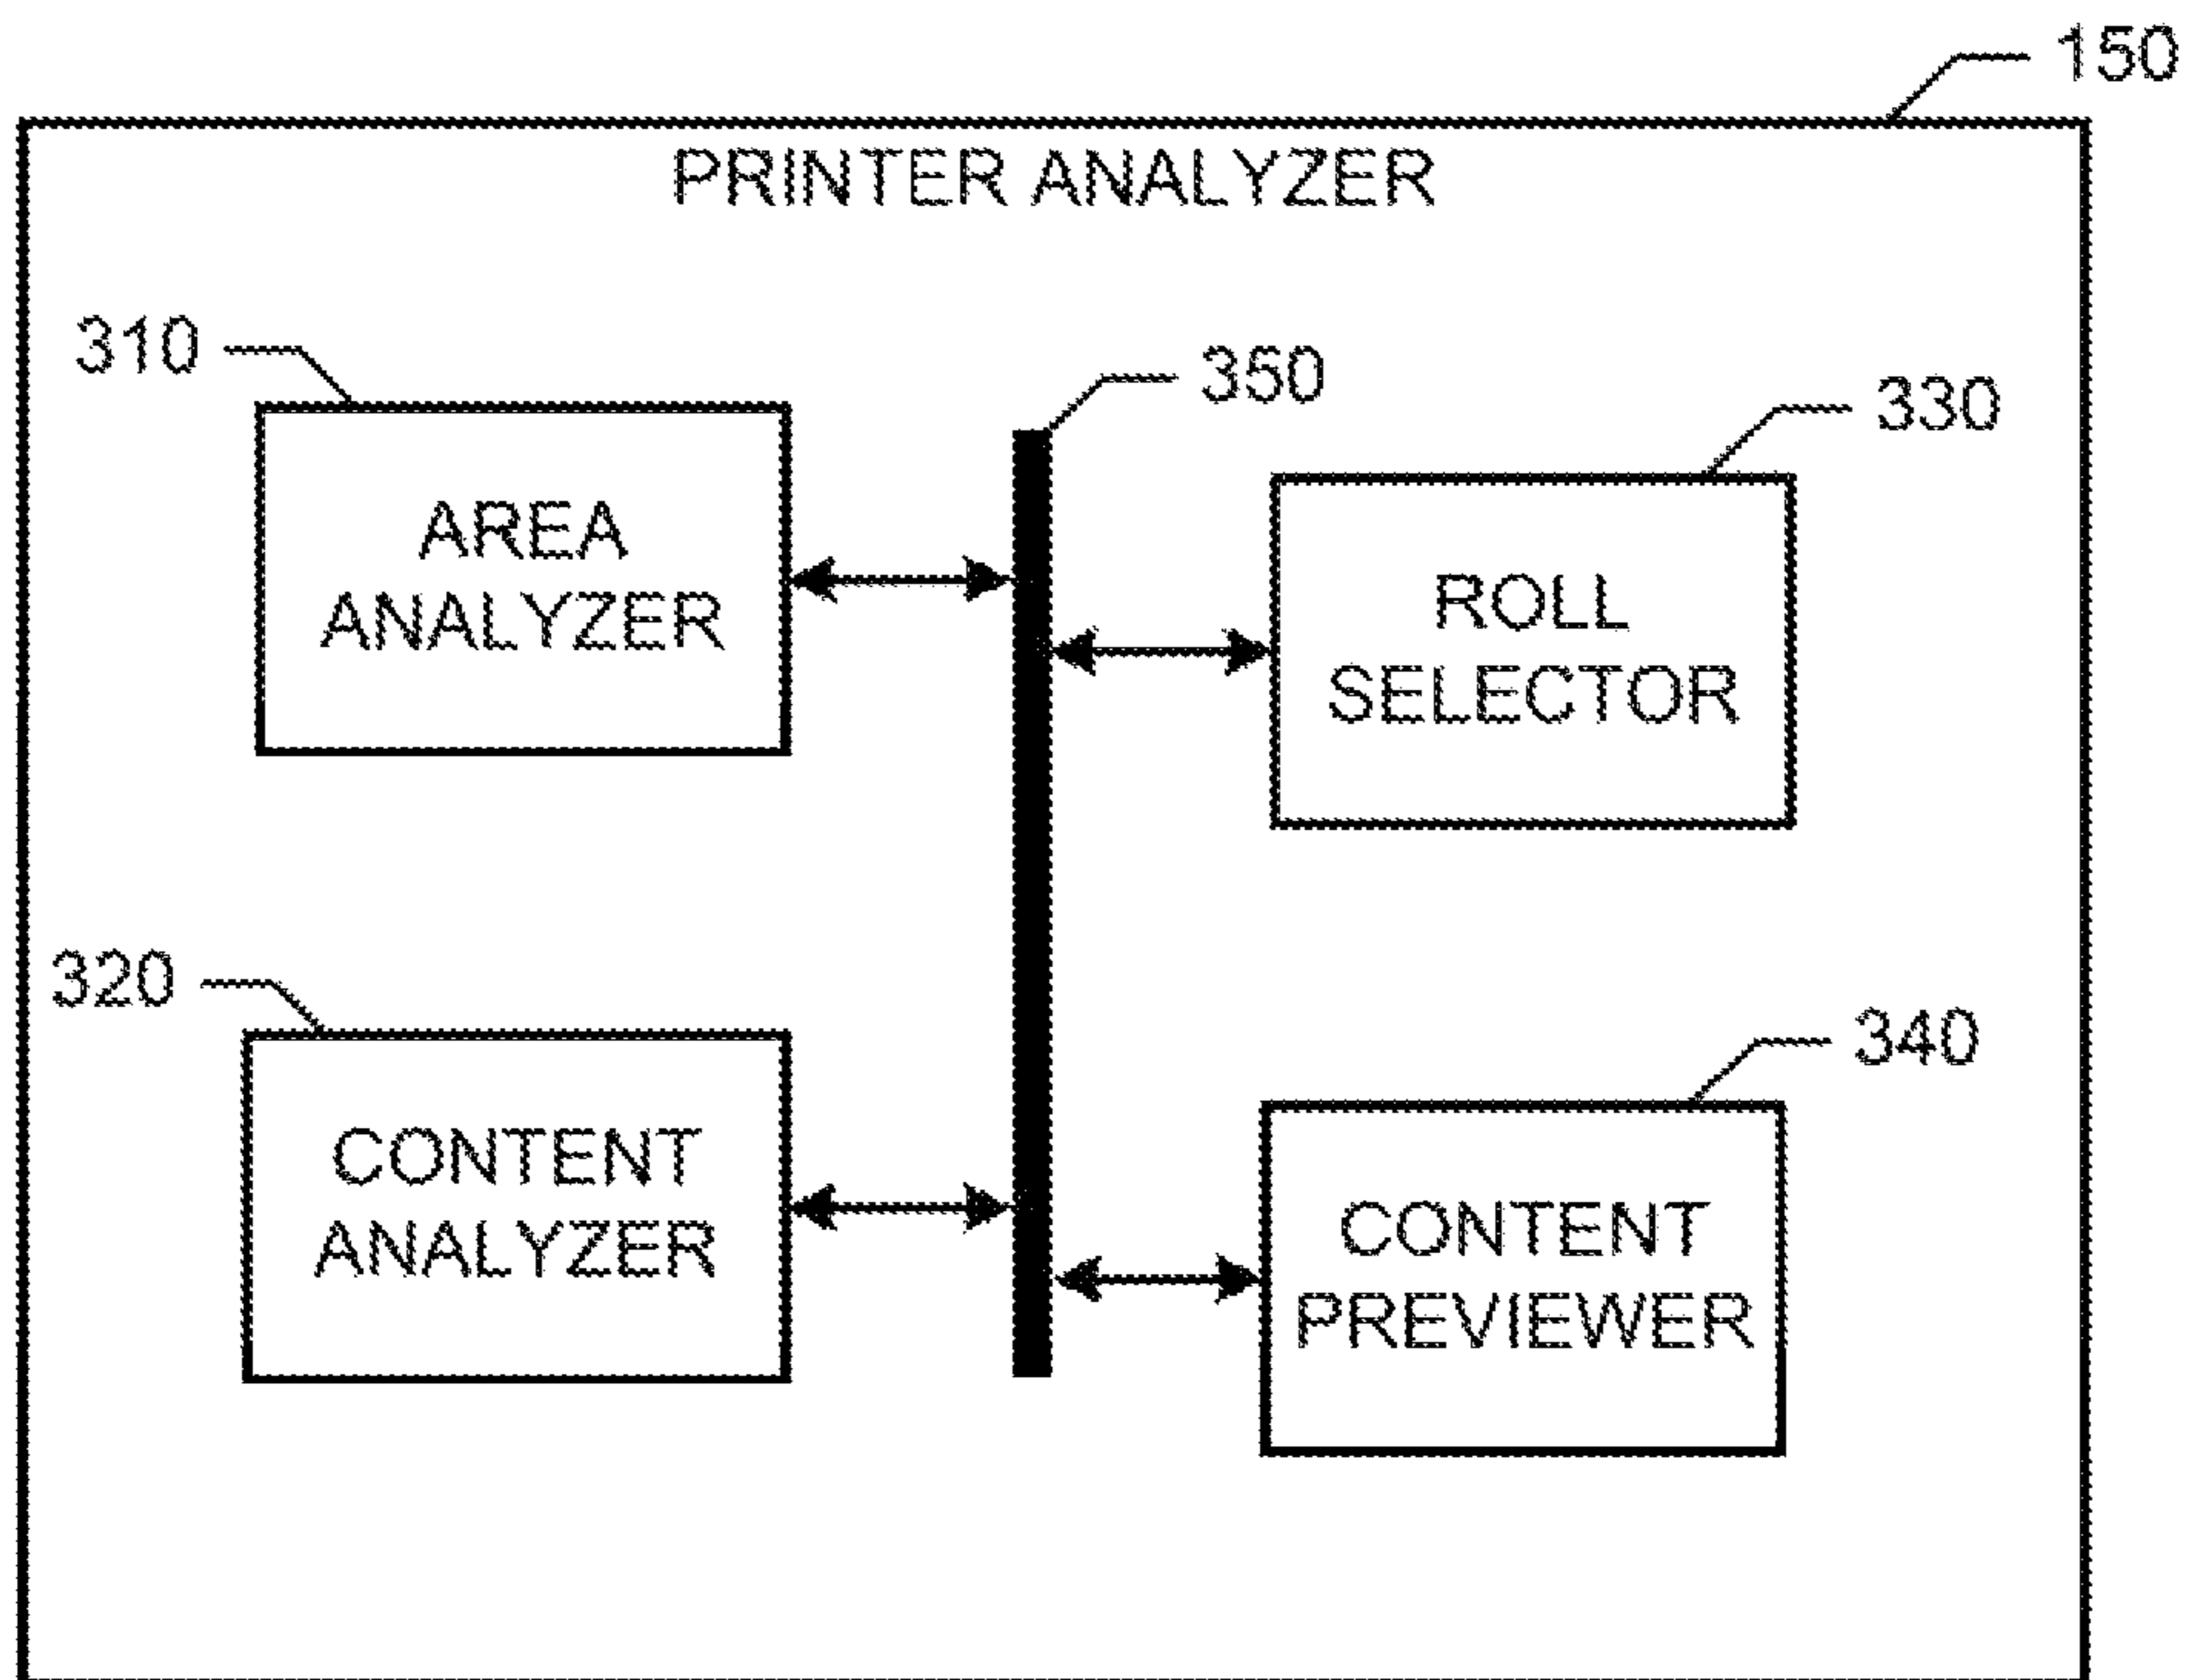 150
PRINTER ANALYZER
310
350
330
AREA
ANALYZER
ROLL
SELECTOR
320
340
CONTENT
ANALYZER
CONTENT
PREVIEWER